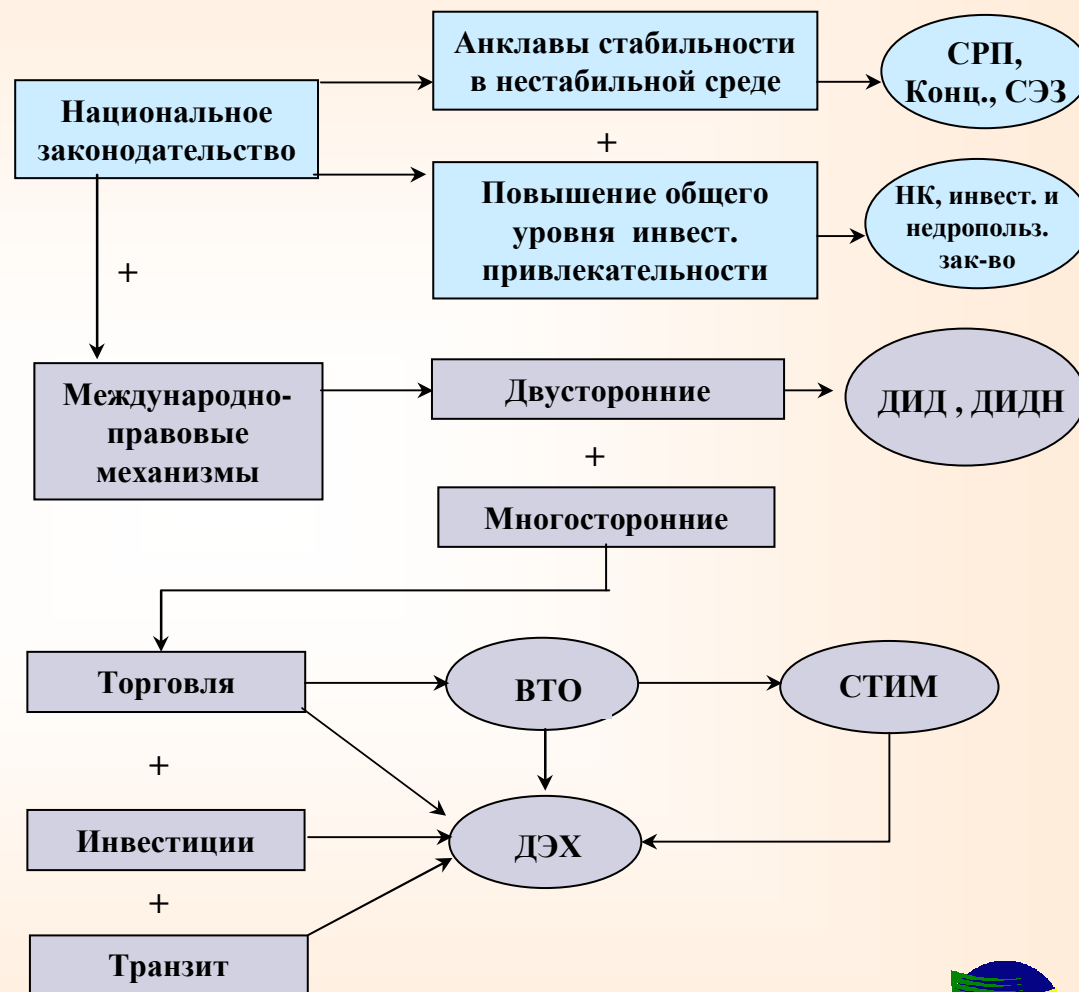 Анклавы стабильности
в нестабильной среде
СРП,
Конц., СЭЗ
Национальное
законодательство
+
Повышение общего
уровня инвест.
привлекательности
НК, инвест. и
недропольз.
зак-во
+
Международно-
правовые
механизмы
Двусторонние
ДИД , ДИДН
+
Многосторонние
Торговля
ВТО
СТИМ
+
Инвестиции
ДЭХ
+
Транзит